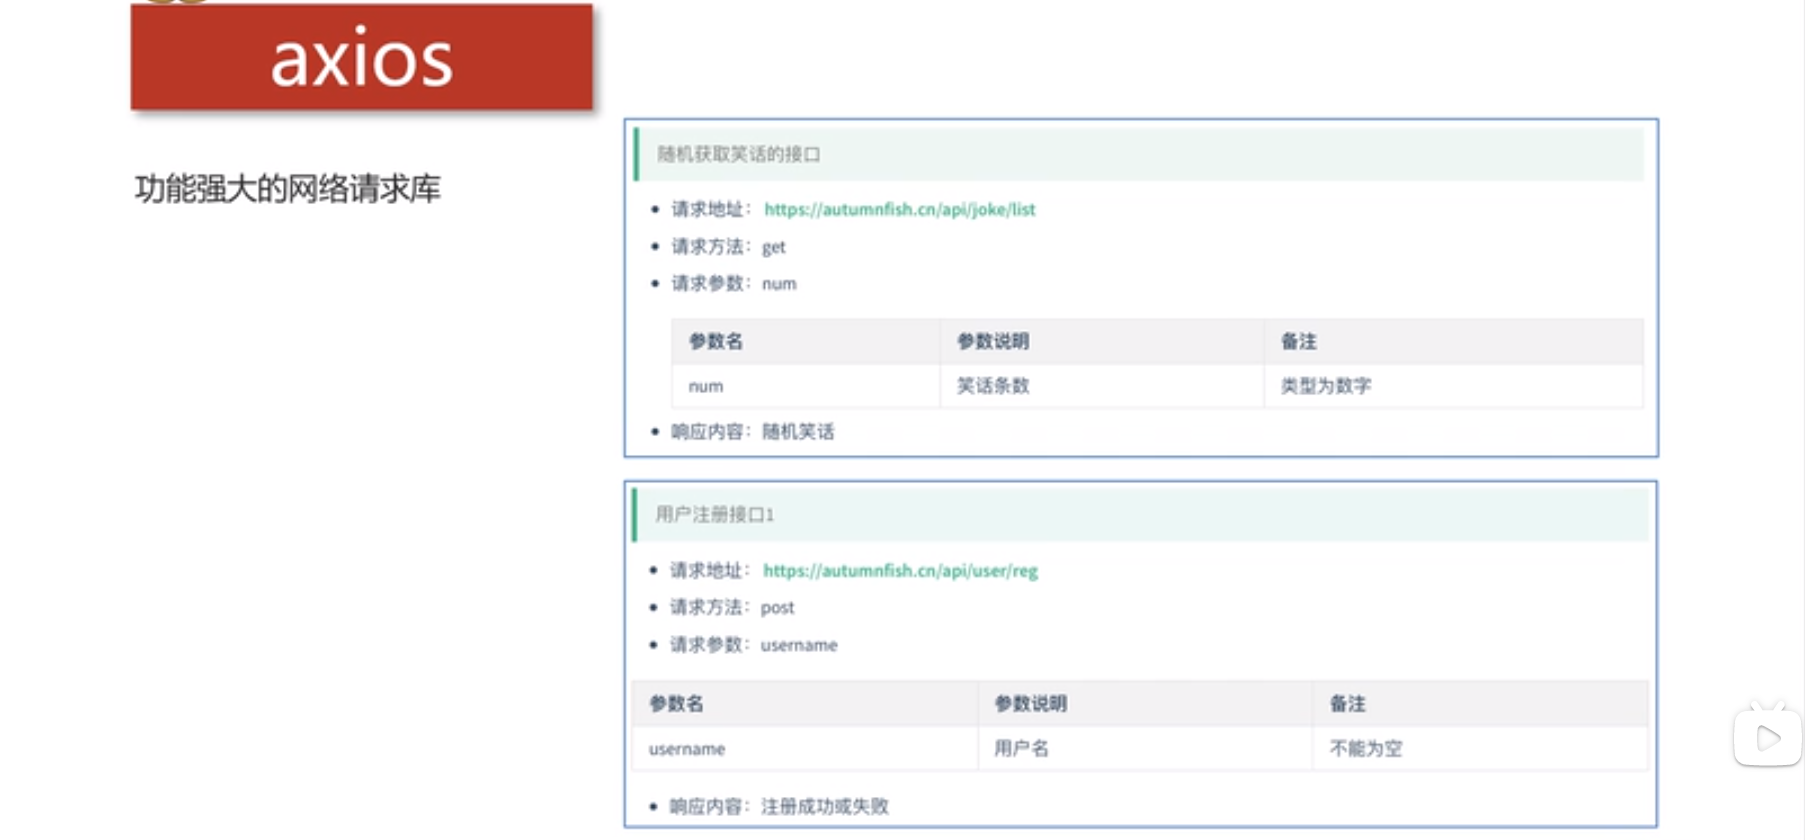 axios
功能强大的网络请求库
随机获取笑话的接口
请求地址：https://autumnfish.cn/api/joke/list
请求方法：get
请求参数：num
参数名 参数说明 备注
num 笑话条数 类型为数字
响应内容：随机笑话
用户注册接口1
请求地址：https://autumnfish.cn/api/user/reg
请求方法：post
请求参数：username
参数名 参数说明 备注
username 用户名 不能为空
响应内容：注册成功或失败